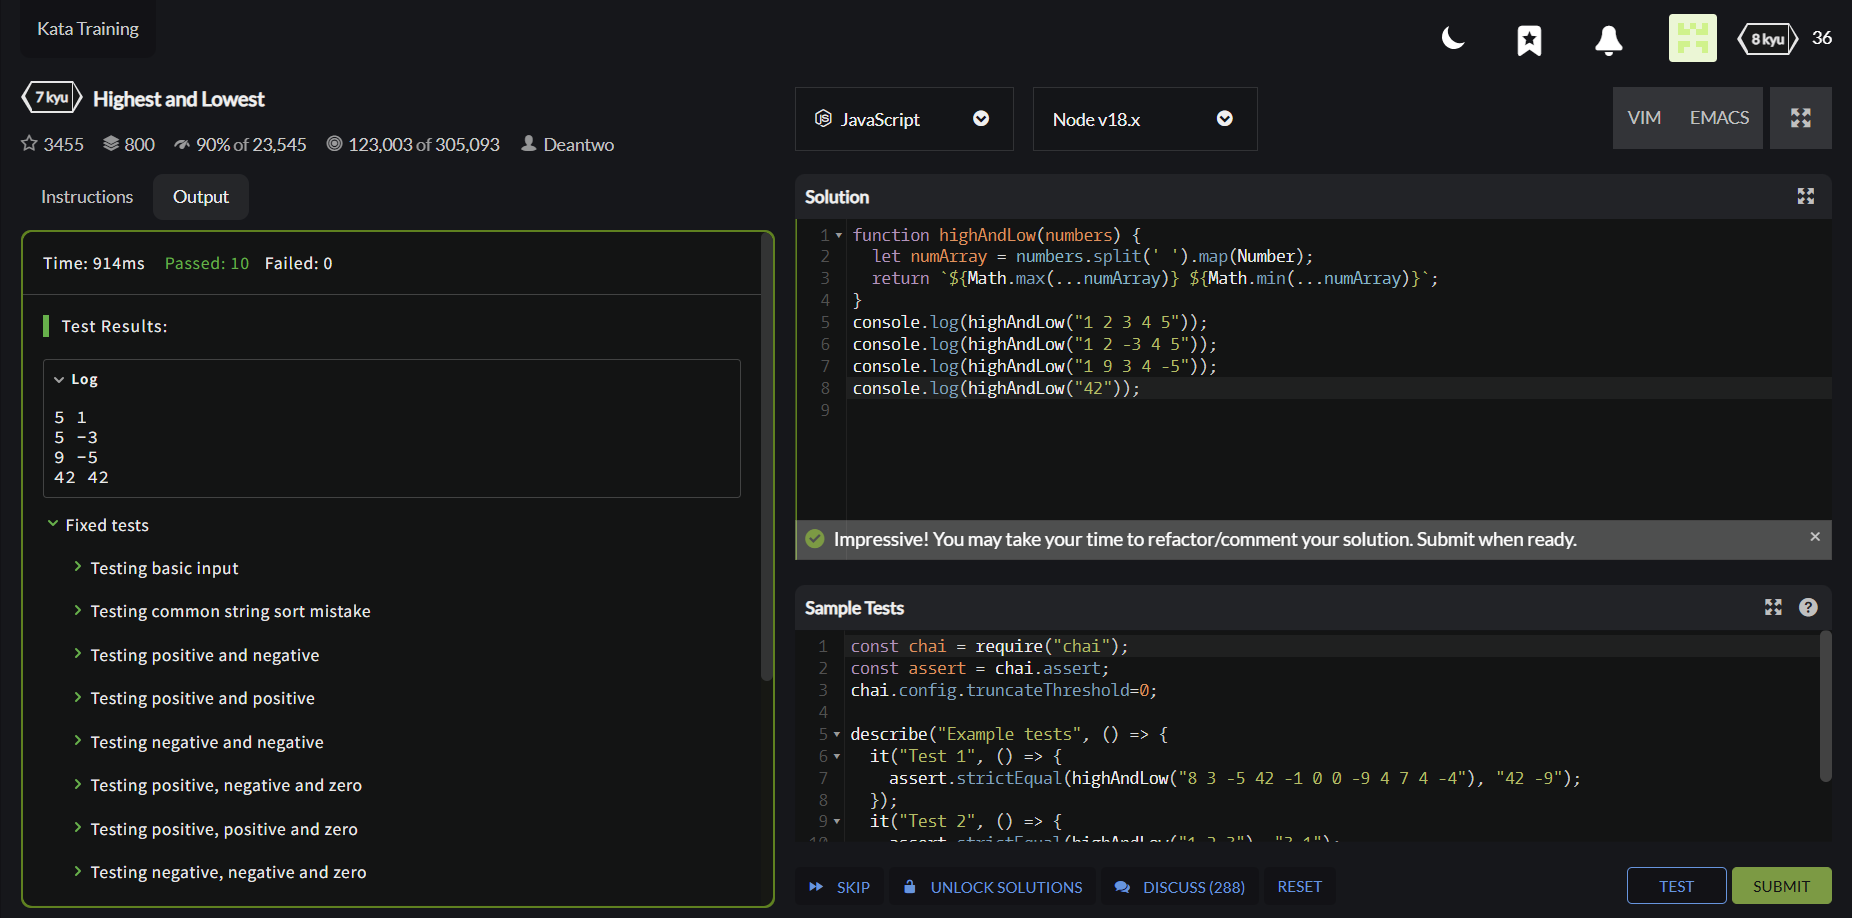 Kata Training
8 kyu 36
7 kyu Highest and Lowest
3455 800 90% of 23,545 123,003 of 305,093 Deantwo
Instructions Output
Time: 914ms Passed: 10 Failed: 0
Test Results:
Log
5 1
5 -3
9 -5
42 42
Fixed tests
Testing basic input
Testing common string sort mistake
Testing positive and negative
Testing positive and positive
Testing negative and negative
Testing positive, negative and zero
Testing positive, positive and zero
Testing negative, negative and zero
JavaScript Node v18.x VIM EMACS
Solution
1 function highAndLow(numbers) {
2 let numArray = numbers.split(' ').map(Number);
3 return `${Math.max(...numArray)} ${Math.min(...numArray)}`;
4 }
5 console.log(highAndLow("1 2 3 4 5"));
6 console.log(highAndLow("1 2 -3 4 5"));
7 console.log(highAndLow("1 9 3 4 -5"));
8 console.log(highAndLow("42"));
9
Impressive! You may take your time to refactor/comment your solution. Submit when ready.
Sample Tests
1 const chai = require("chai");
2 const assert = chai.assert;
3 chai.config.truncateThreshold=0;
4
5 describe("Example tests", () => {
6 it("Test 1", () => {
7 assert.strictEqual(highAndLow("8 3 -5 42 -1 0 0 -9 4 7 4 -4"), "42 -9");
8 });
9 it("Test 2", () => {
10 assert.strictEqual(highAndLow("1 2 3"), "3 1");
SKIP UNLOCK SOLUTIONS DISCUSS (288) RESET TEST SUBMIT